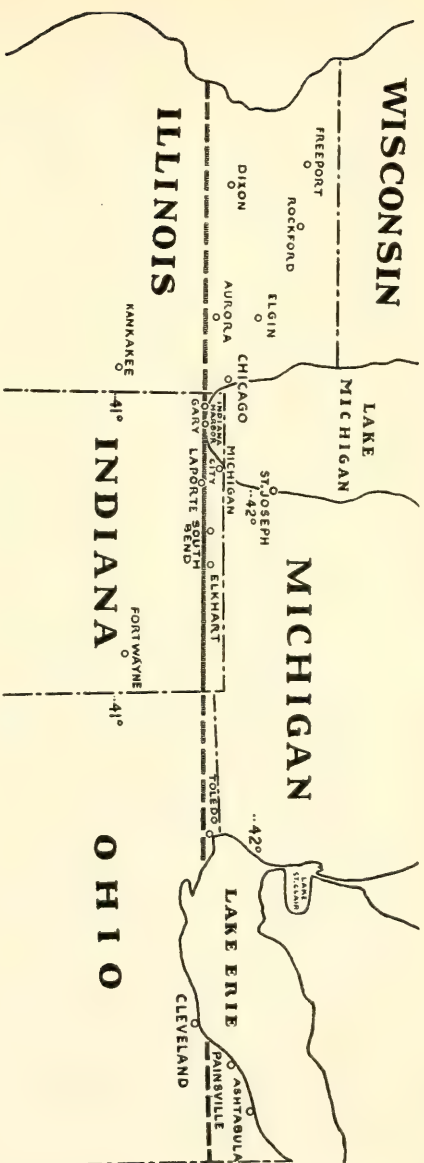 WISCONSIN
FREEPORT
ROCKFORD
DIXON
ELGIN
AURORA
CHICAGO
LAKE
MICHIGAN
ILLINOIS
KANKAKEE
ST. JOSEPH
..42°
MICHIGAN
INDIANA
HARBOR
GARY
MICHIGAN
CITY
LAPORTE
SOUTH
BEND
ELKHART
..41°
INDIANA
FORT WAYNE
..41°
TOLEDO
..42°
LAKE
ST. CLAIR
LAKE ERIE
OHIO
CLEVELAND
PAINSVILLE
ASHTABULA